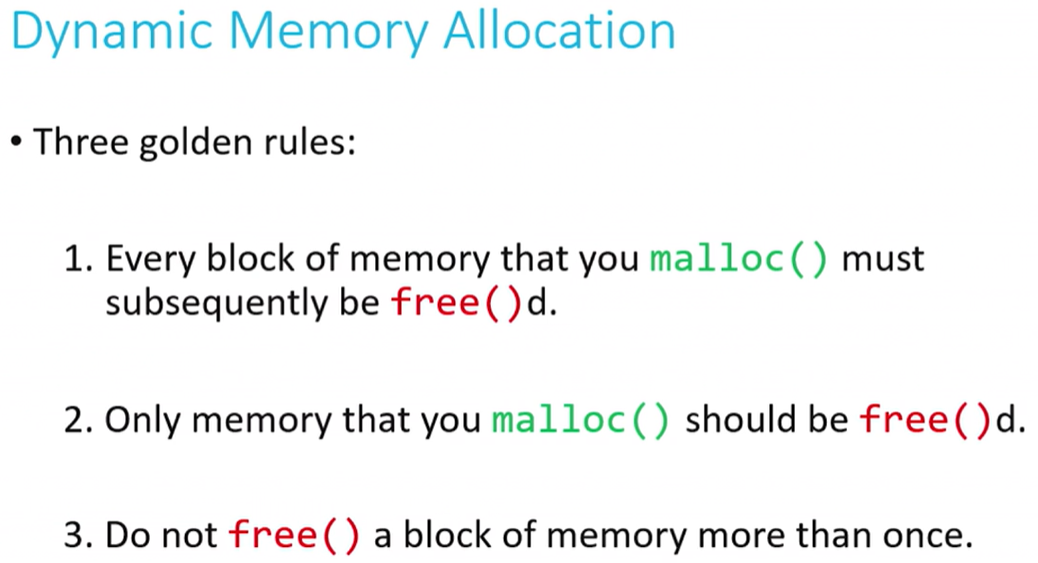 Dynamic Memory Allocation
• Three golden rules:
1. Every block of memory that you malloc() must
subsequently be free()d.
2. Only memory that you malloc() should be free()d.
3. Do not free() a block of memory more than once.